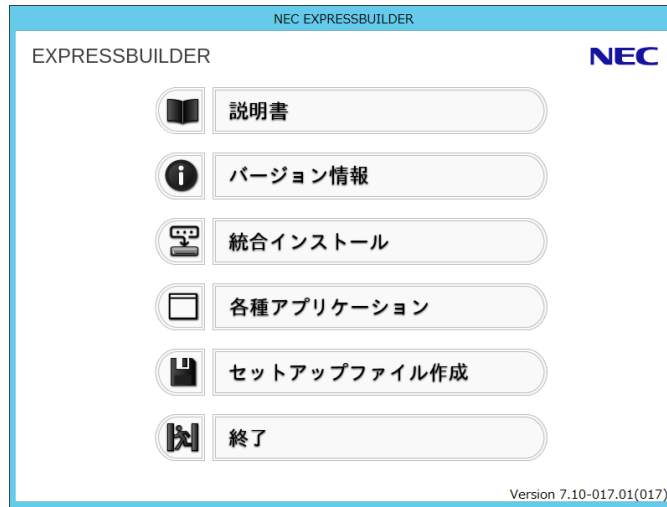 NEC EXPRESSBUILDER
EXPRESSBUILDER
NEC
説明書
バージョン情報
統合インストール
各種アプリケーション
セットアップファイル作成
終了
Version 7.10-017.01(017)